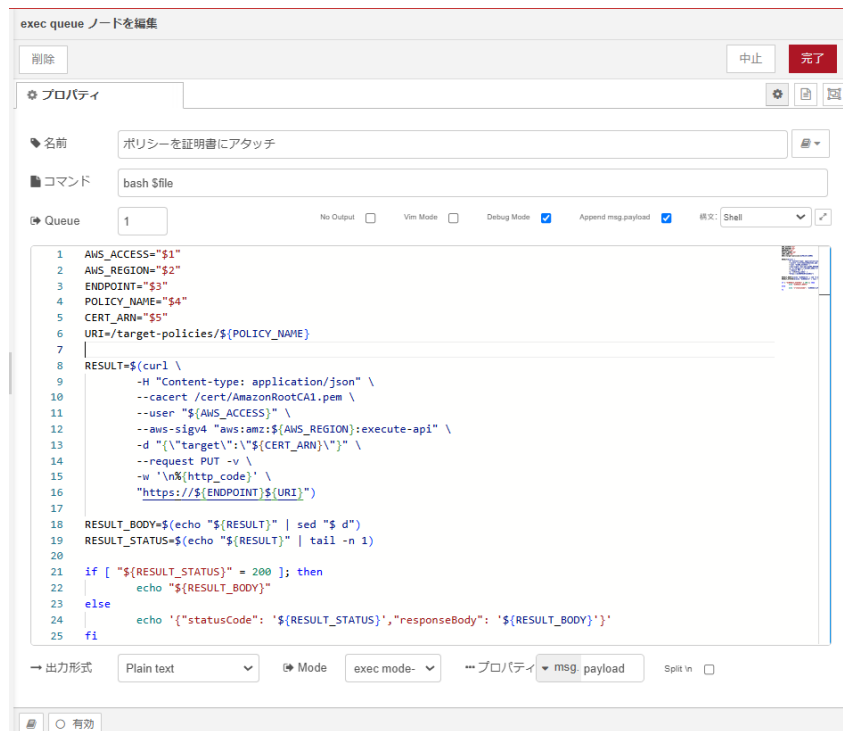 exec queue ノードを編集
削除
中止
完了
プロパティ
名前
ポリシーを証明書にアタッチ
コマンド
bash $file
Queue
1
No Output
Vim Mode
Debug Mode
Append msg.payload
構文:
Shell
1 AWS_ACCESS="$1"
2 AWS_REGION="$2"
3 ENDPOINT="$3"
4 POLICY_NAME="$4"
5 CERT_ARN="$5"
6 URI=/target-policies/${POLICY_NAME}
7
8 RESULT=$(curl \
9 -H "Content-type: application/json" \
10 --cacert /cert/AmazonRootCA1.pem \
11 --user "${AWS_ACCESS}" \
12 --aws-sigv4 "aws:amz:${AWS_REGION}:execute-api" \
13 -d "{\"target\":\"${CERT_ARN}\"}" \
14 --request PUT -v \
15 -w '\n%{http_code}' \
16 "https://${ENDPOINT}${URI}")
17
18 RESULT_BODY=$(echo "${RESULT}" | sed "$ d")
19 RESULT_STATUS=$(echo "${RESULT}" | tail -n 1)
20
21 if [ "${RESULT_STATUS}" = 200 ]; then
22 echo "${RESULT_BODY}"
23 else
24 echo '{"statusCode": '${RESULT_STATUS}',"responseBody": '${RESULT_BODY}'}'
25 fi
出力形式
Plain text
Mode
exec mode-
プロパティ
msg. payload
Split \n
有効